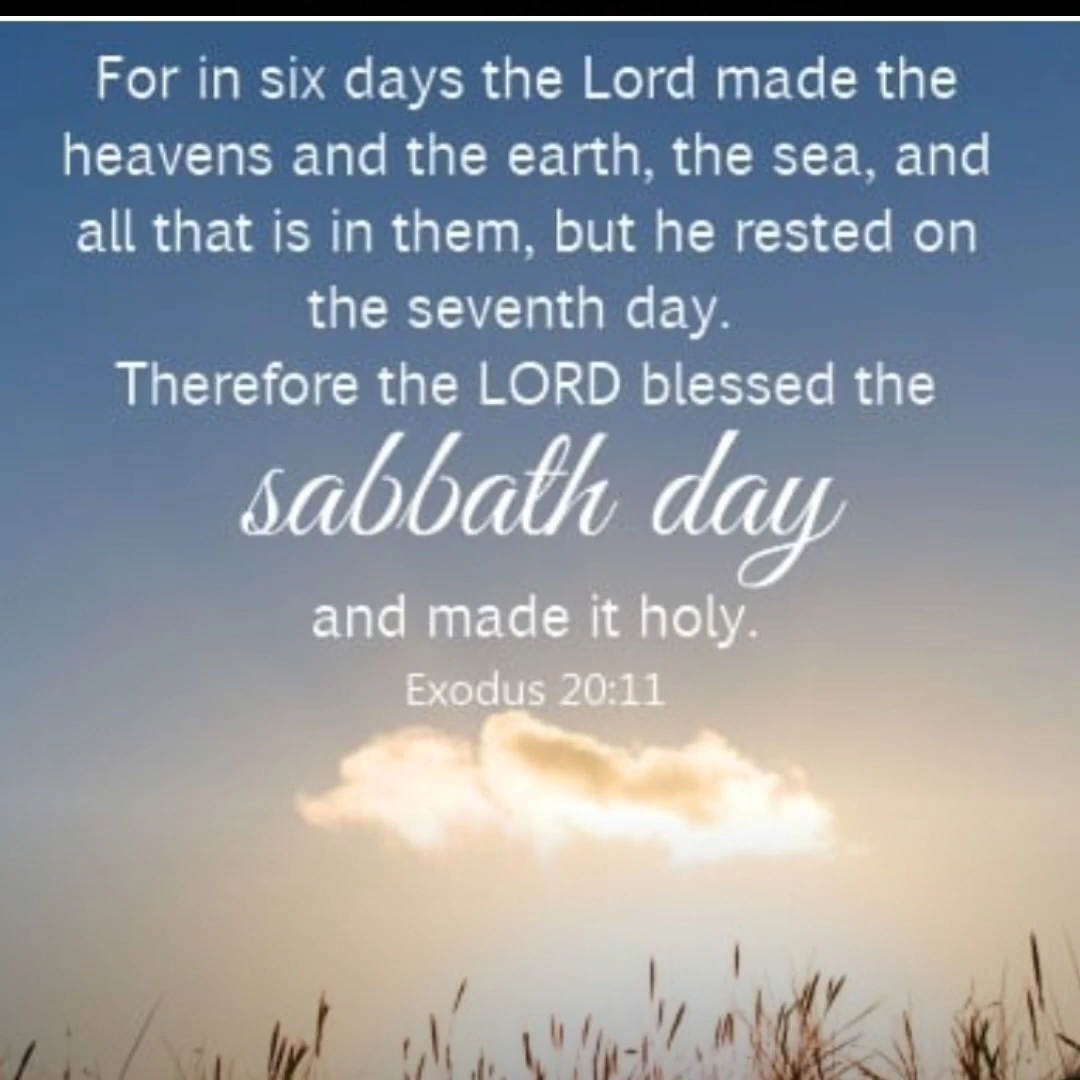 For in six days the Lord made the
heavens and the earth, the sea, and
all that is in them, but he rested on
the seventh day.
Therefore the LORD blessed the
sabbath day
and made it holy.
Exodus 20:11